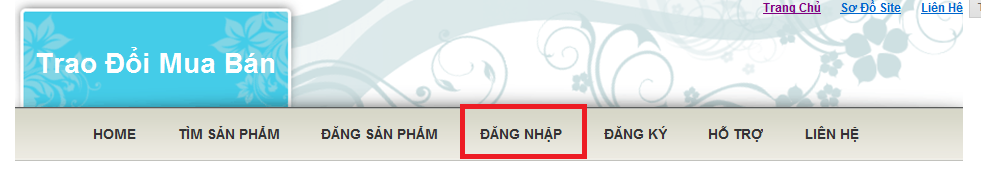 Trang Chủ Sơ Đồ Site Liên Hệ
Trao Đổi Mua Bán
HOME TÌM SẢN PHẨM ĐĂNG SẢN PHẨM ĐĂNG NHẬP ĐĂNG KÝ HỖ TRỢ LIÊN HỆ